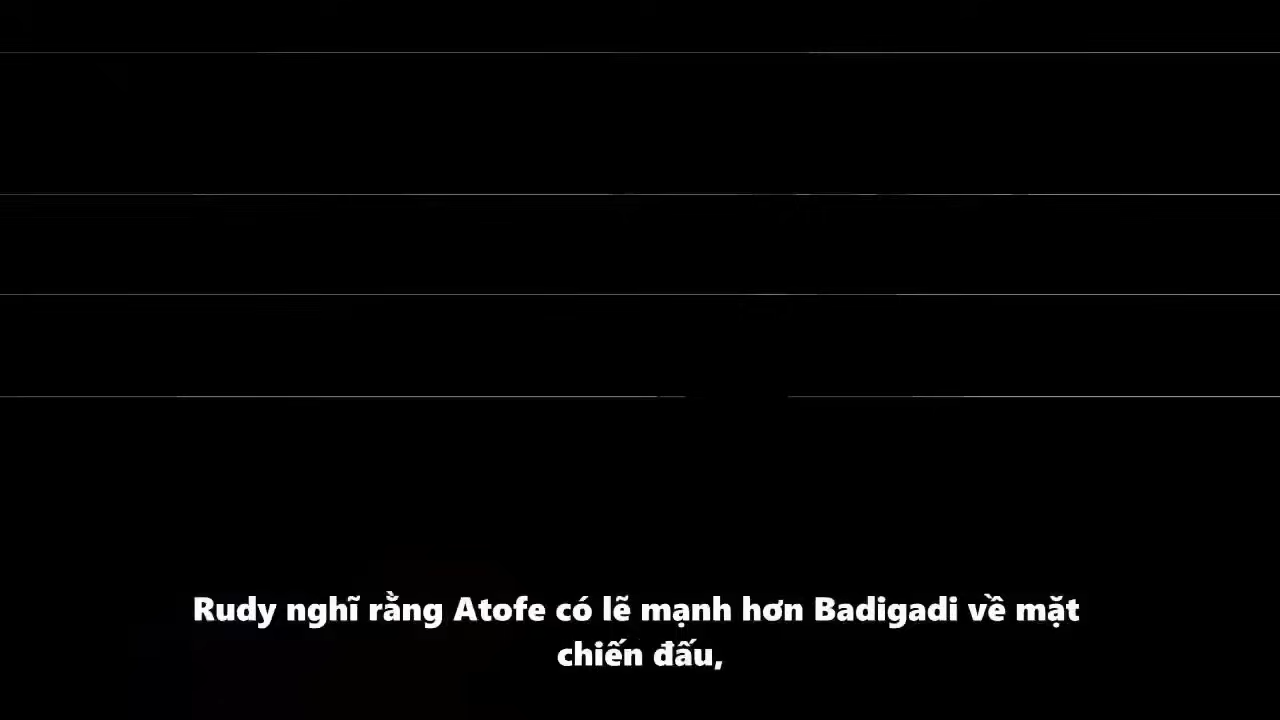 Rudy nghĩ rằng Atofe có lẽ mạnh hơn Badigadi về mặt
chiến đấu,